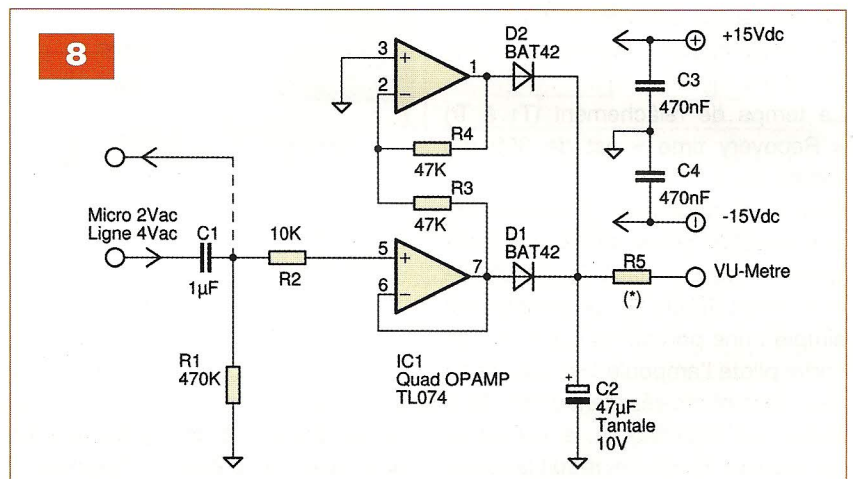 8
3
2
1
D2
BAT42
+15Vdc
C3
470nF
R4
47K
R3
47K
C4
470nF
-15Vdc
Micro 2Vac
Ligne 4Vac
C1
1µF
10K
R2
5
6
7
D1
BAT42
R5
(*)
VU-Metre
R1
470K
IC1
Quad OPAMP
TL074
+
C2
47µF
Tantale
10V